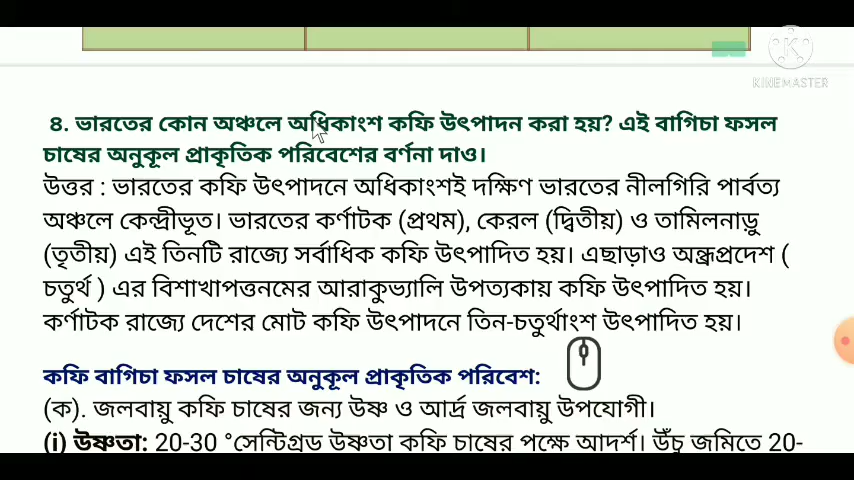 KINEMASTER
৪. ভারতের কোন অঞ্চলে অধিকাংশ কফি উৎপাদন করা হয়? এই বাগিচা ফসল
চাষের অনুকূল প্রাকৃতিক পরিবেশের বর্ণনা দাও।
উত্তর : ভারতের কফি উৎপাদনে অধিকাংশই দক্ষিণ ভারতের নীলগিরি পার্বত্য
অঞ্চলে কেন্দ্রীভূত। ভারতের কর্ণাটক (প্রথম), কেরল (দ্বিতীয়) ও তামিলনাড়ু
(তৃতীয়) এই তিনটি রাজ্যে সর্বাধিক কফি উৎপাদিত হয়। এছাড়াও অন্ধ্রপ্রদেশ (
চতুর্থ ) এর বিশাখাপত্তনমের আরাকুভ্যালি উপত্যকায় কফি উৎপাদিত হয়।
কর্ণাটক রাজ্যে দেশের মোট কফি উৎপাদনে তিন-চতুর্থাংশ উৎপাদিত হয়।
কফি বাগিচা ফসল চাষের অনুকূল প্রাকৃতিক পরিবেশ:
(ক). জলবায়ু কফি চাষের জন্য উষ্ণ ও আর্দ্র জলবায়ু উপযোগী।
(i) উষ্ণতা: 20-30 °সেন্টিগ্রড উষ্ণতা কফি চাষের পক্ষে আদর্শ। উঁচু জমিতে 20-